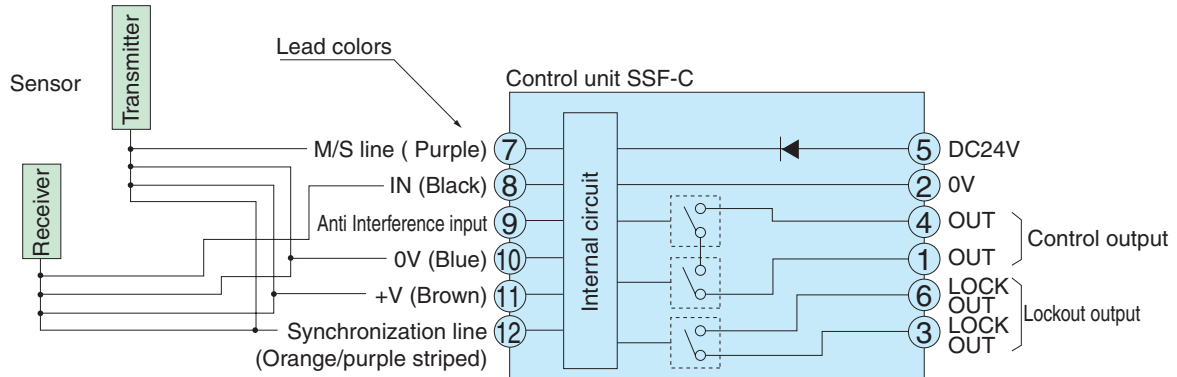 Lead colors
Sensor
Transmitter
Receiver
Control unit SSF-C
M/S line ( Purple) 7
IN (Black) 8
Anti Interference input 9
0V (Blue) 10
+V (Brown) 11
Synchronization line 12
(Orange/purple striped)
Internal circuit
5 DC24V
2 0V
4 OUT
1 OUT
Control output
6 LOCK
OUT
3 LOCK
OUT
Lockout output